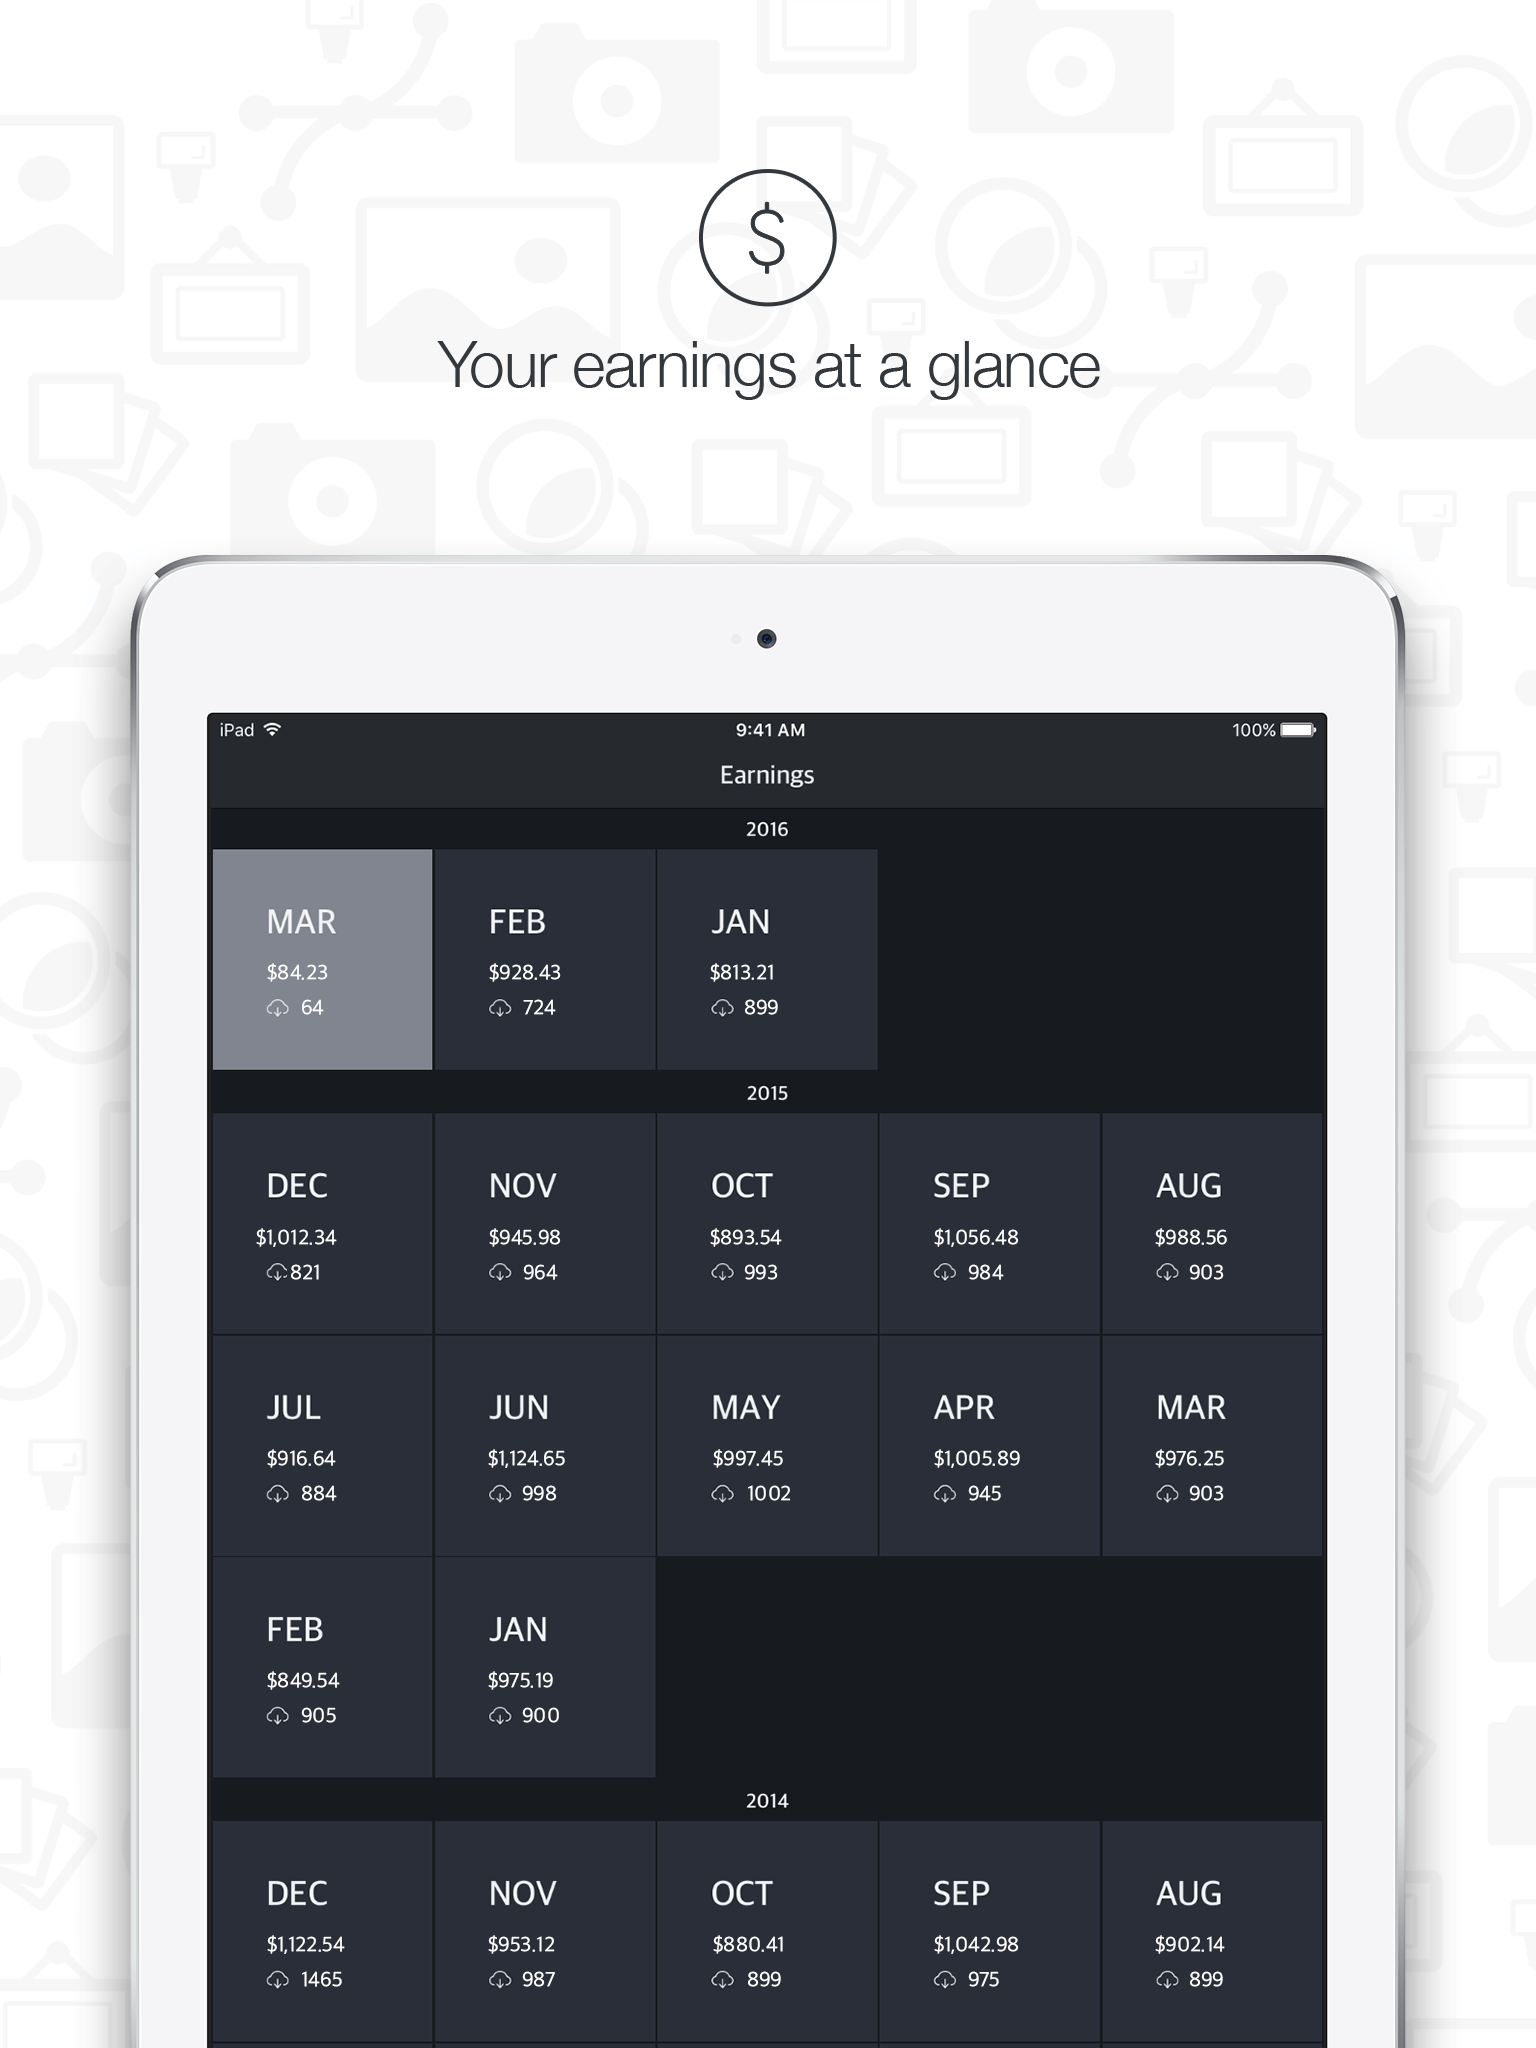 $
Your earnings at a glance
iPad 9:41 AM 100%
Earnings
2016
MAR FEB JAN
$84.23 $928.43 $813.21
64 724 899
2015
DEC NOV OCT SEP AUG
$1,012.34 $945.98 $893.54 $1,056.48 $988.56
821 964 993 984 903
JUL JUN MAY APR MAR
$916.64 $1,124.65 $997.45 $1,005.89 $976.25
884 998 1002 945 903
FEB JAN
$849.54 $975.19
905 900
2014
DEC NOV OCT SEP AUG
$1,122.54 $953.12 $880.41 $1,042.98 $902.14
1465 987 899 975 899